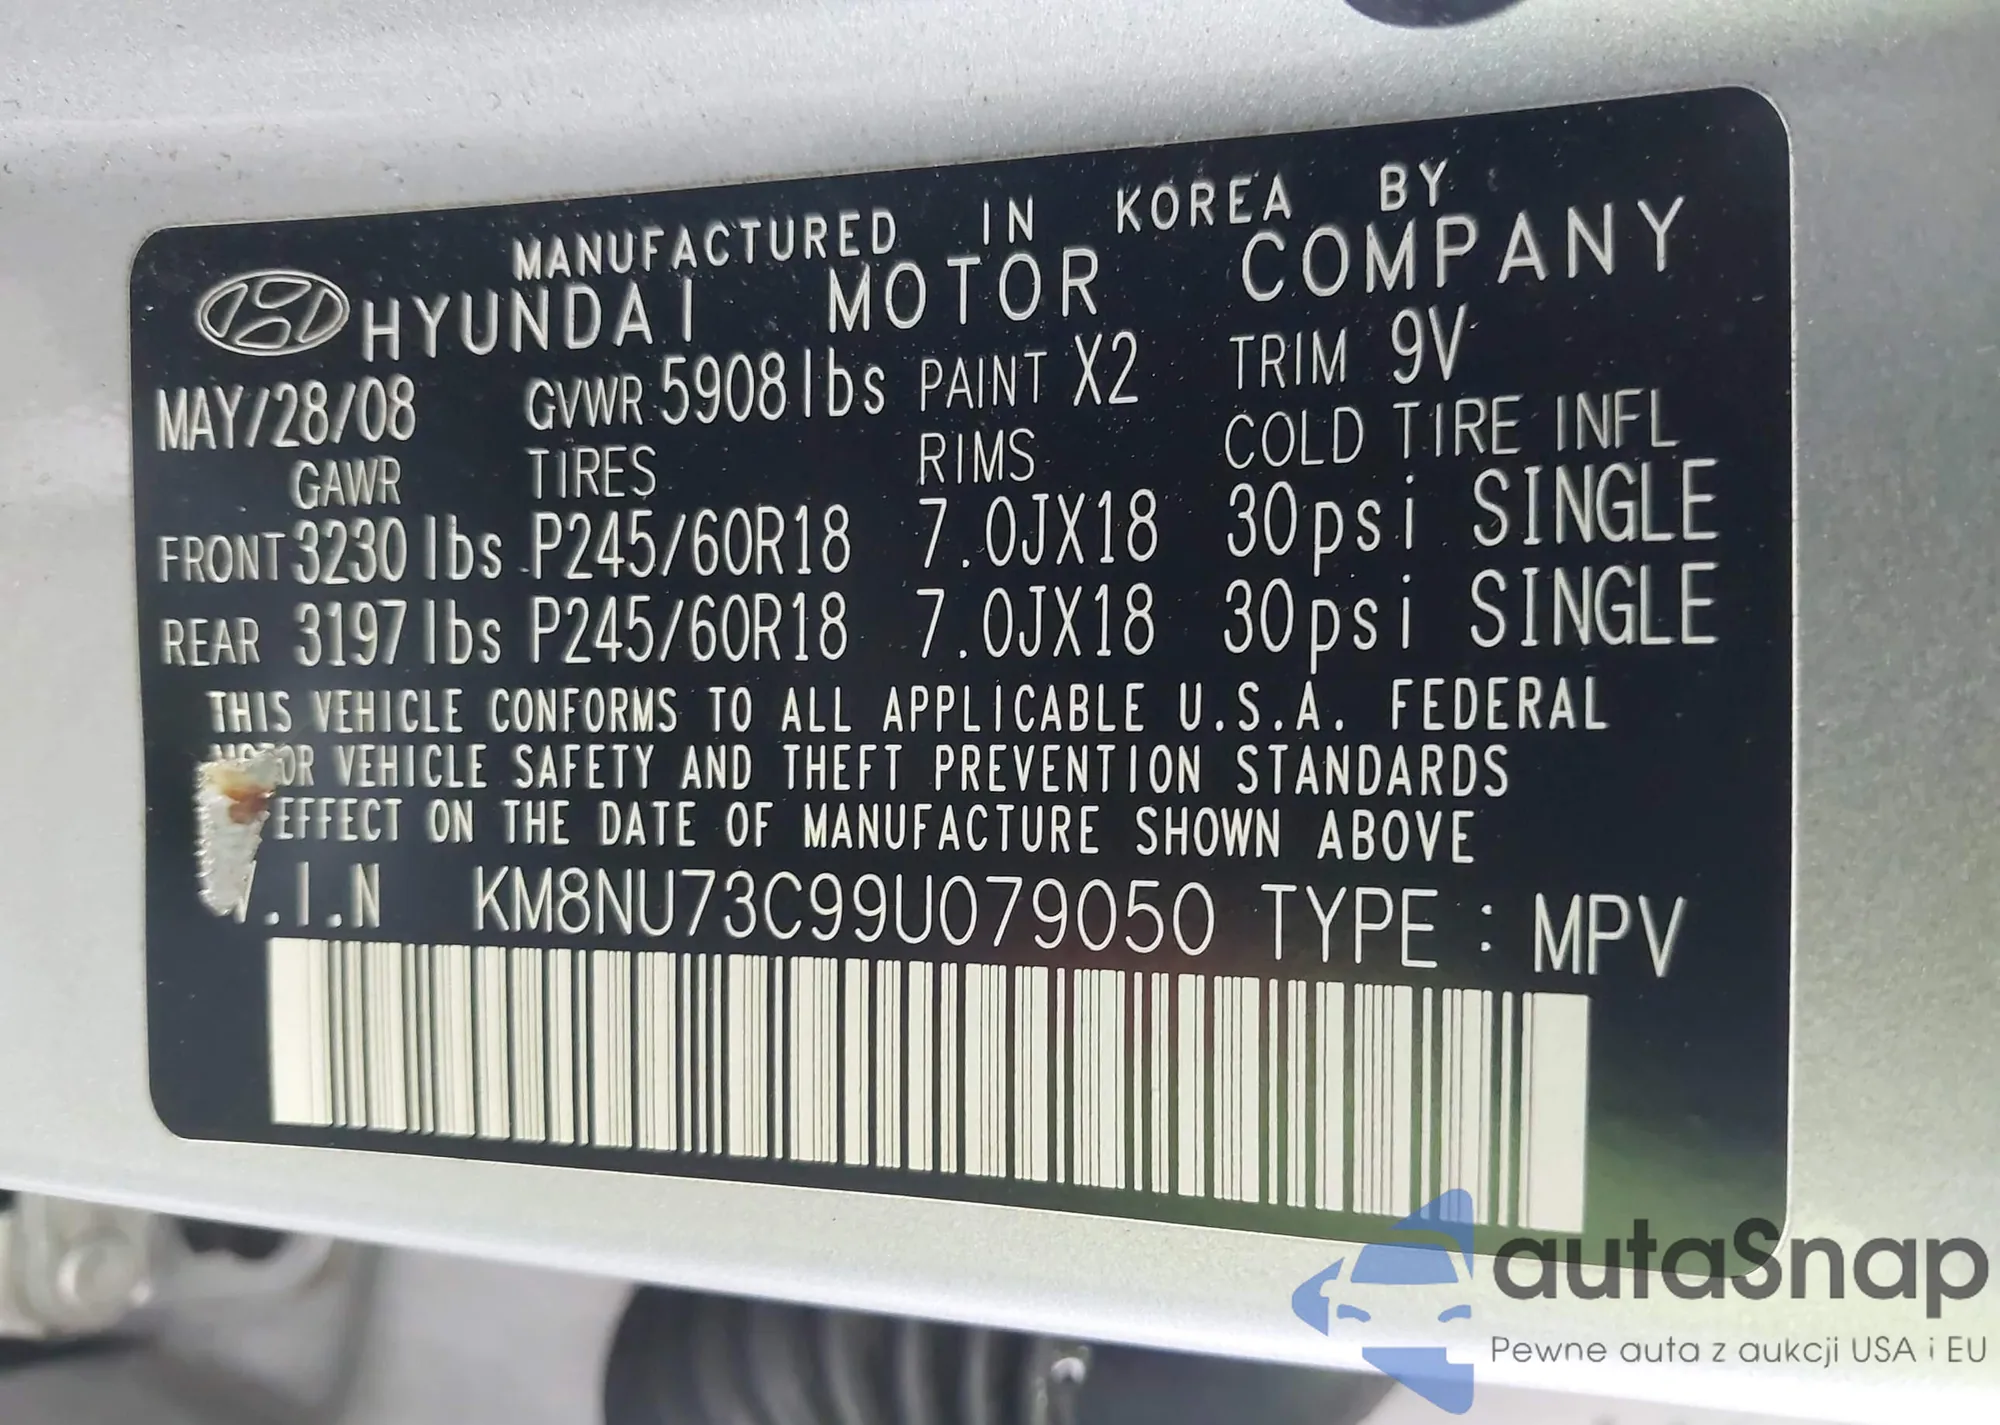 MANUFACTURED IN KOREA BY
HYUNDAI MOTOR COMPANY
MAY/28/08 GVWR 5908lbs PAINT X2 TRIM 9V
GAWR TIRES RIMS COLD TIRE INFL
FRONT 3230 lbs P245/60R18 7.0JX18 30psi SINGLE
REAR 3197 lbs P245/60R18 7.0JX18 30psi SINGLE
THIS VEHICLE CONFORMS TO ALL APPLICABLE U.S.A. FEDERAL
VEHICLE SAFETY AND THEFT PREVENTION STANDARDS
EFFECT ON THE DATE OF MANUFACTURE SHOWN ABOVE
V.I.N KM8NU73C99U079050 TYPE : MPV
autaSnap
Pewne auta z aukcji USA i EU